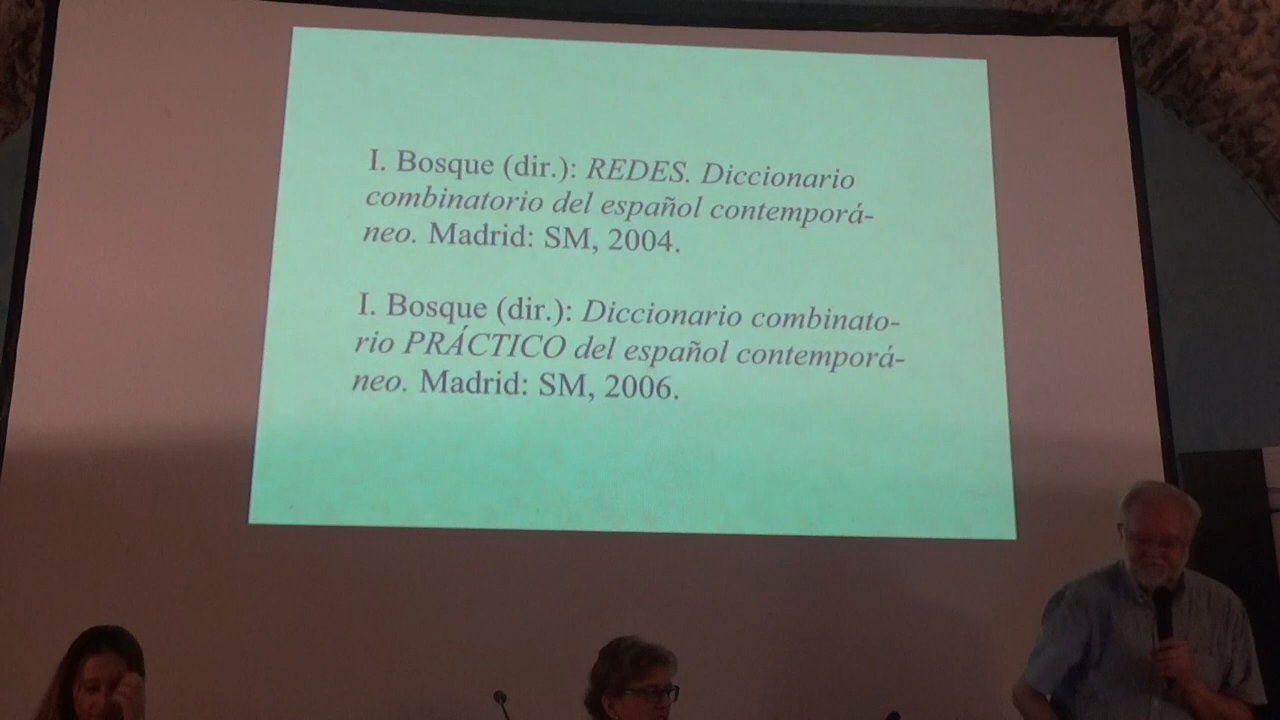 I. Bosque (dir.): REDES. Diccionario
combinatorio del español contemporá-
neo. Madrid: SM, 2004.
I. Bosque (dir.): Diccionario combinato-
rio PRÁCTICO del español contemporá-
neo. Madrid: SM, 2006.